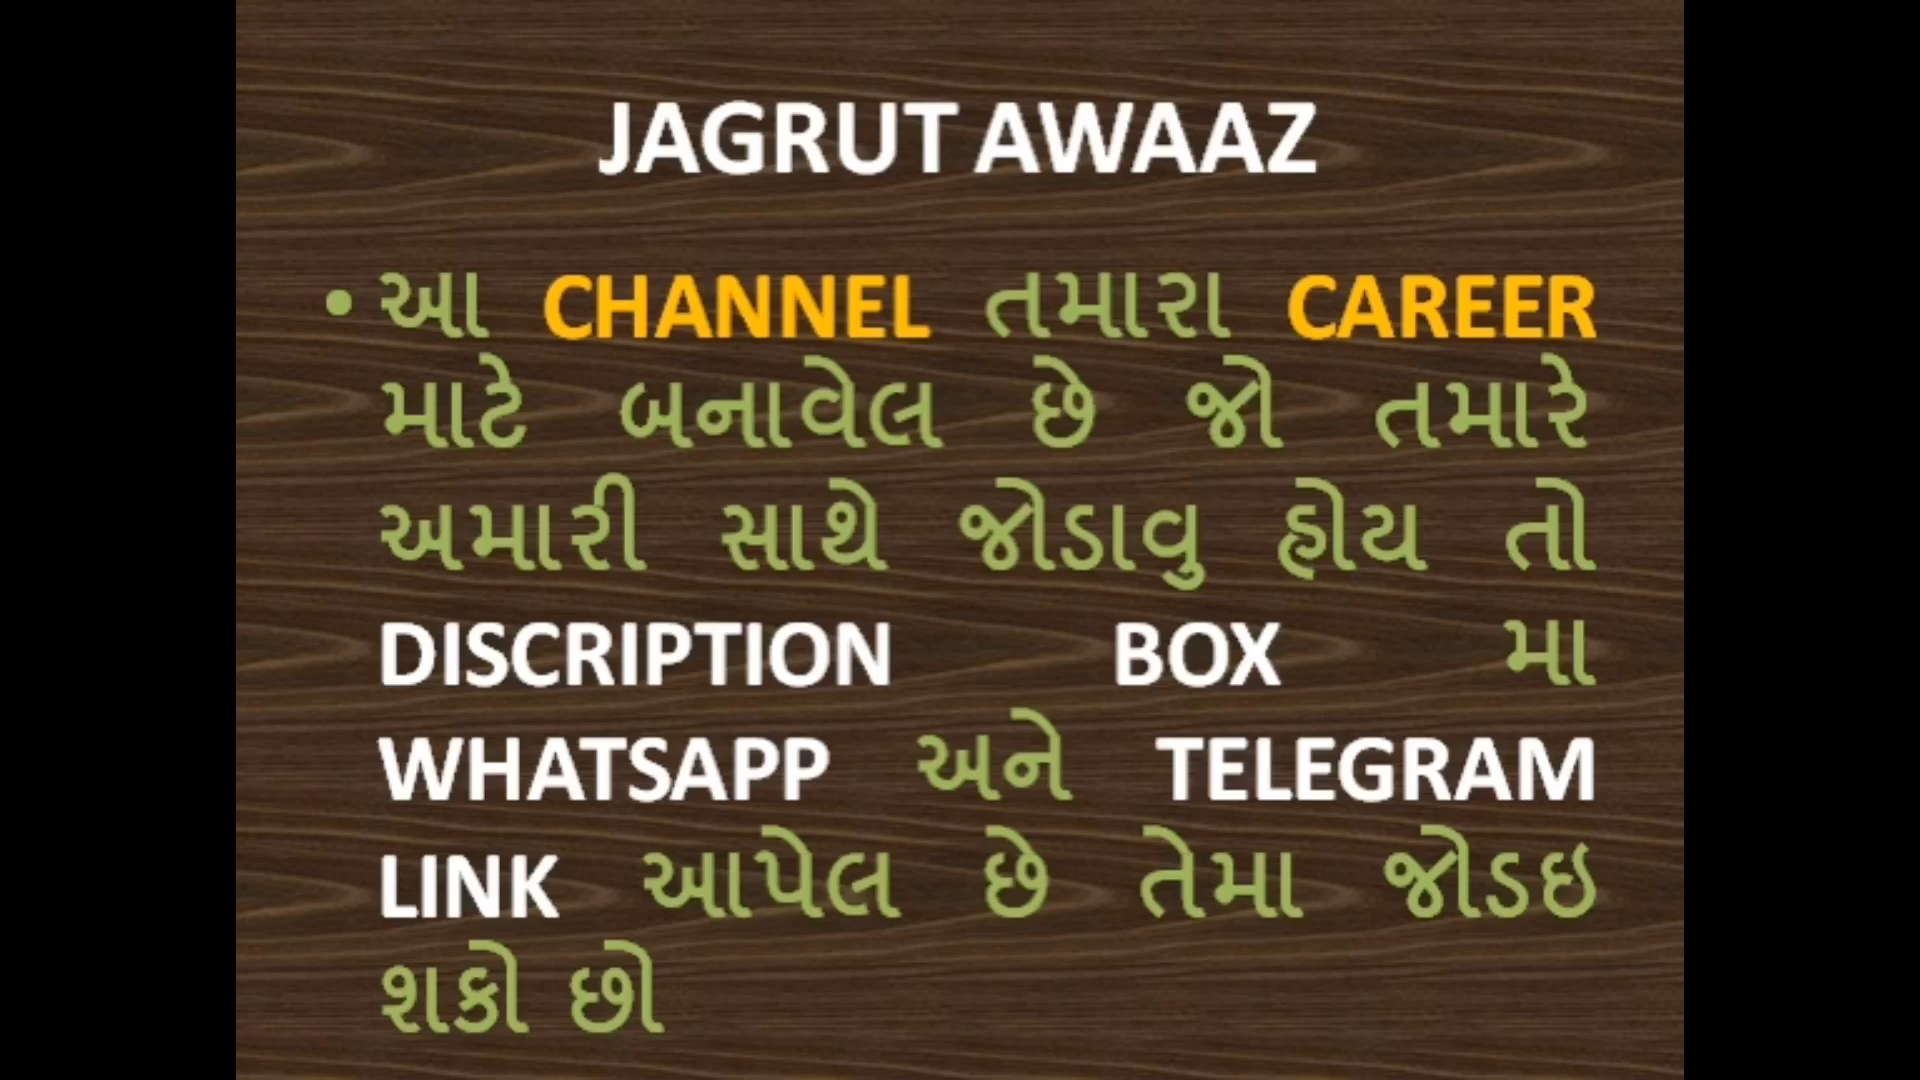 JAGRUT AWAAZ
• આ CHANNEL તમારા CAREER
માટે બનાવેલ છે જો તમારે
અમારી સાથે જોડાવુ હોય તો
DISCRIPTION BOX મા
WHATSAPP અને TELEGRAM
LINK આપેલ છે તેમા જોડઇ
શકો છો